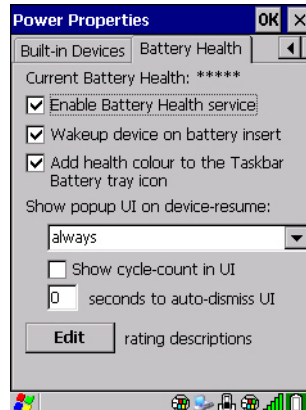 Power Properties OK ×
Built-in Devices Battery Health
Current Battery Health: *****
Enable Battery Health service
Wakeup device on battery insert
Add health colour to the Taskbar
Battery tray icon
Show popup UI on device-resume:
always
Show cycle-count in UI
0 seconds to auto-dismiss UI
Edit rating descriptions